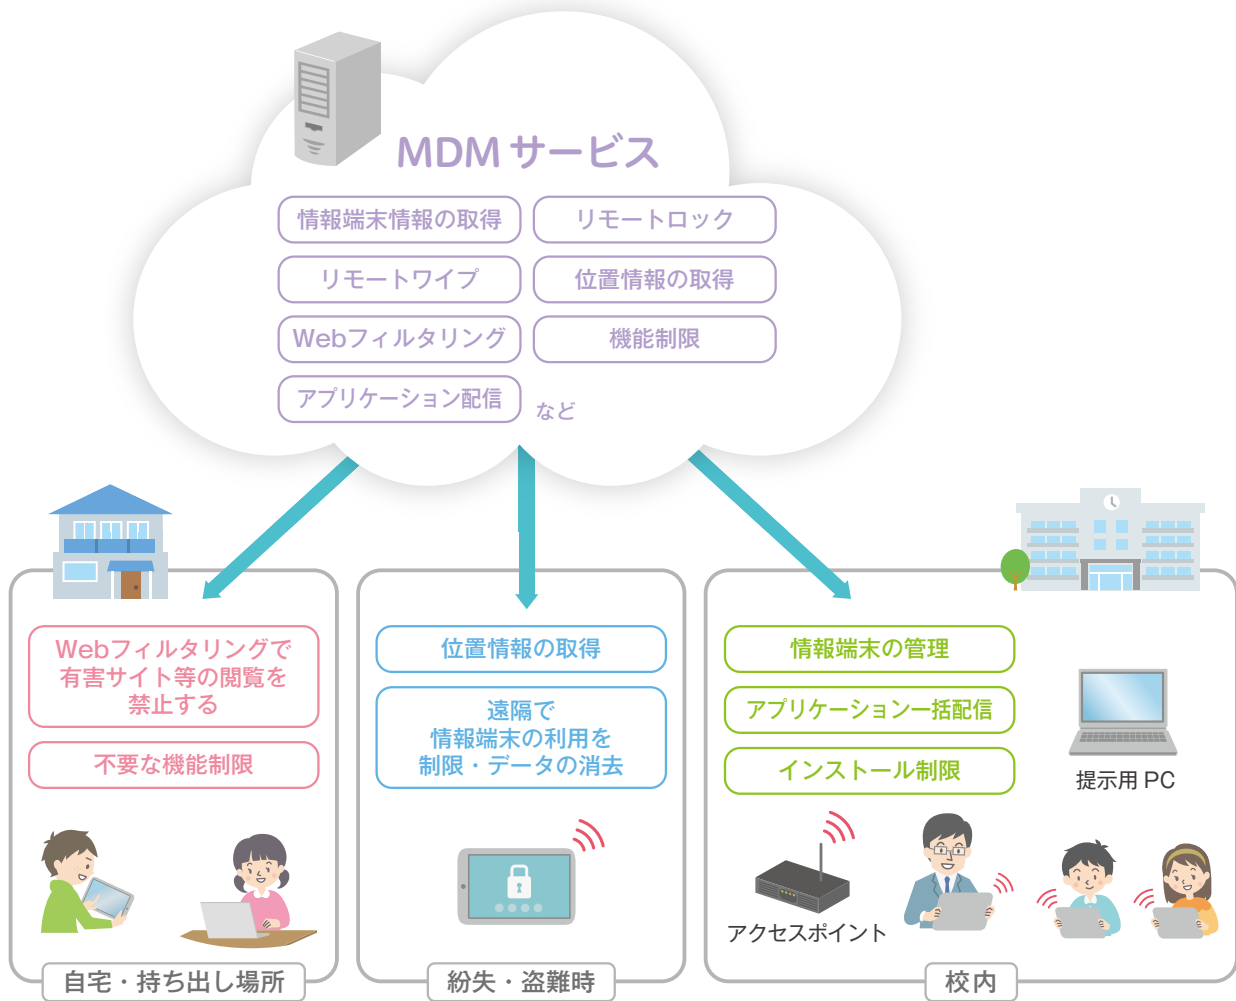 MDM サービス
情報端末情報の取得
リモートロック
リモートワイプ
位置情報の取得
Webフィルタリング
機能制限
アプリケーション配信
など
Webフィルタリングで
有害サイト等の閲覧を
禁止する
不要な機能制限
自宅・持ち出し場所
位置情報の取得
遠隔で
情報端末の利用を
制限・データの消去
紛失・盗難時
情報端末の管理
アプリケーション一括配信
インストール制限
提示用 PC
アクセスポイント
校内